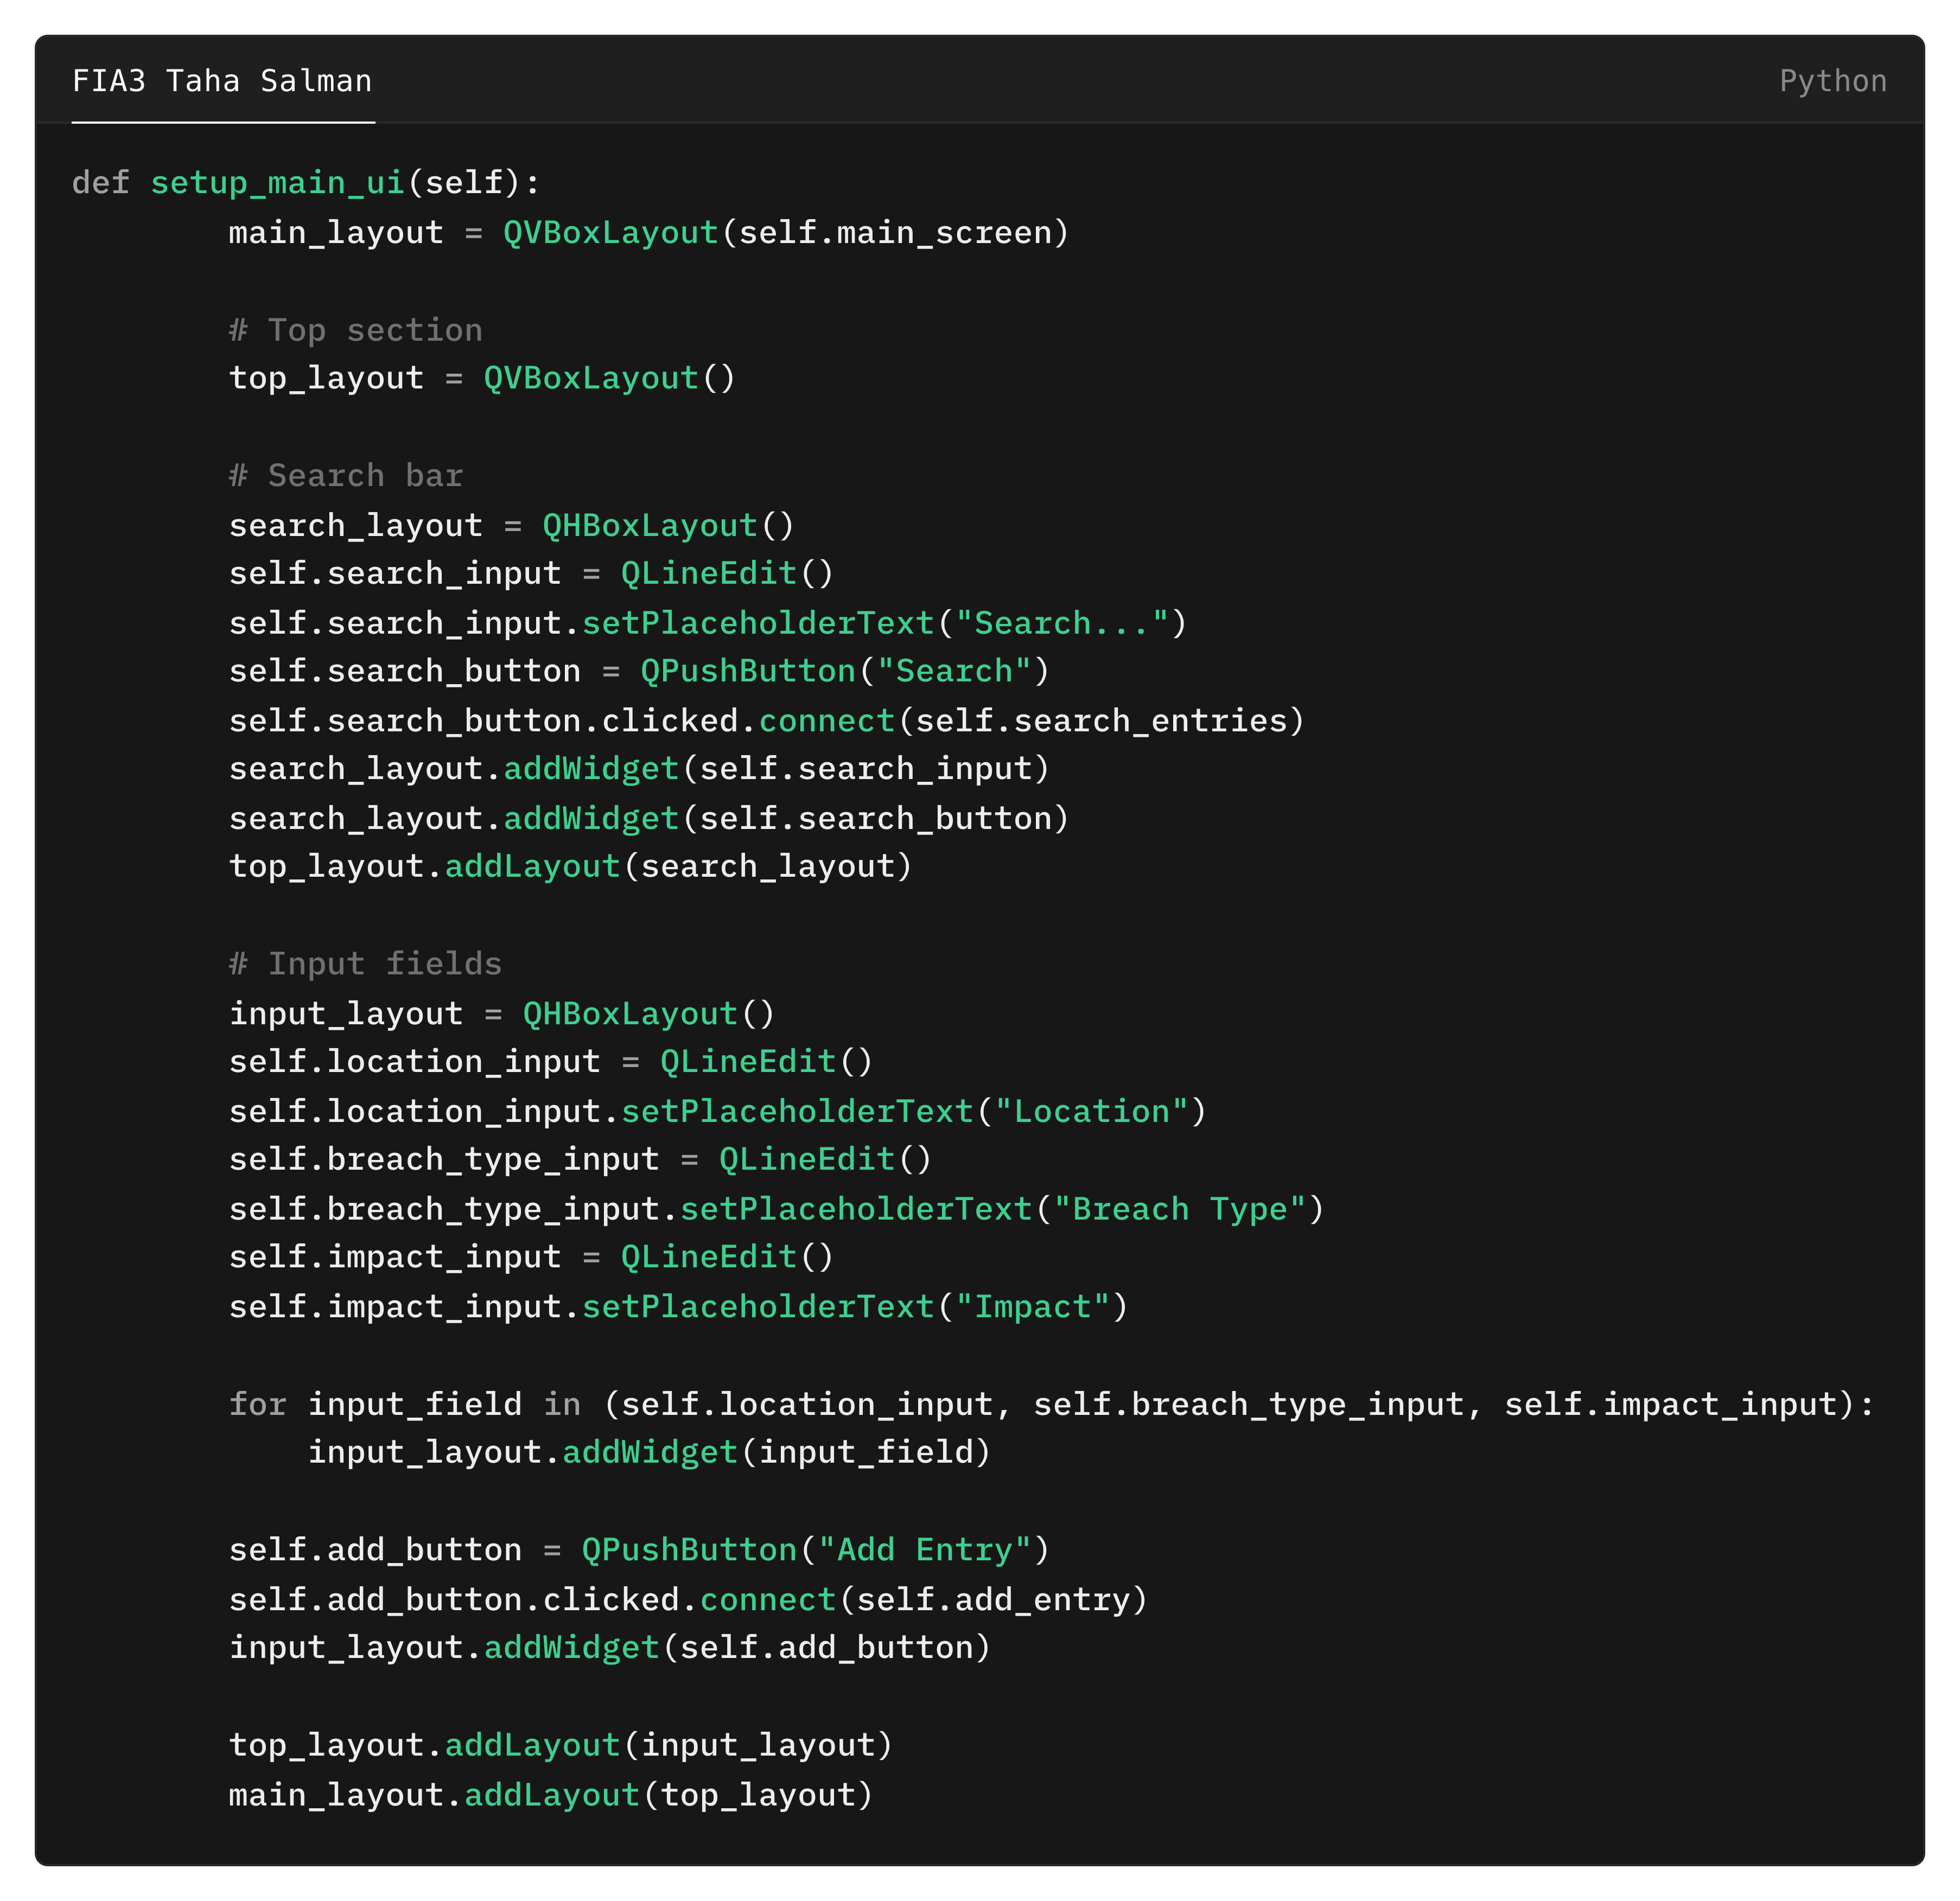 FIA3 Taha Salman
Python
def setup_main_ui(self):
        main_layout = QVBoxLayout(self.main_screen)

        # Top section
        top_layout = QVBoxLayout()

        # Search bar
        search_layout = QHBoxLayout()
        self.search_input = QLineEdit()
        self.search_input.setPlaceholderText("Search...")
        self.search_button = QPushButton("Search")
        self.search_button.clicked.connect(self.search_entries)
        search_layout.addWidget(self.search_input)
        search_layout.addWidget(self.search_button)
        top_layout.addLayout(search_layout)

        # Input fields
        input_layout = QHBoxLayout()
        self.location_input = QLineEdit()
        self.location_input.setPlaceholderText("Location")
        self.breach_type_input = QLineEdit()
        self.breach_type_input.setPlaceholderText("Breach Type")
        self.impact_input = QLineEdit()
        self.impact_input.setPlaceholderText("Impact")

        for input_field in (self.location_input, self.breach_type_input, self.impact_input):
            input_layout.addWidget(input_field)

        self.add_button = QPushButton("Add Entry")
        self.add_button.clicked.connect(self.add_entry)
        input_layout.addWidget(self.add_button)

        top_layout.addLayout(input_layout)
        main_layout.addLayout(top_layout)